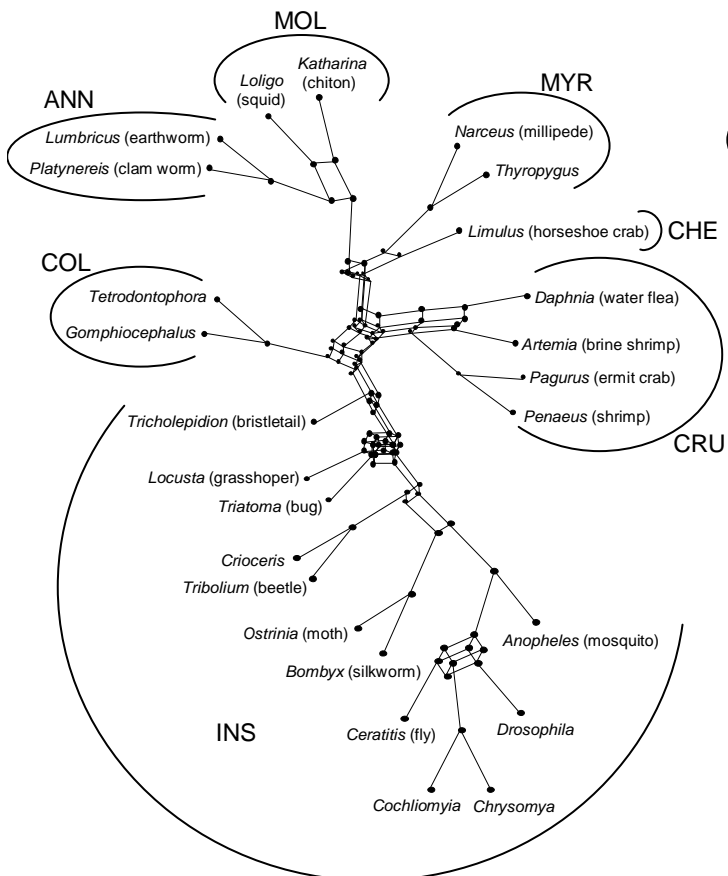 MOL
Katharina
(chiton)
Loligo
(squid)
MYR
ANN
Lumbricus (earthworm)
Platynereis (clam worm)
Narceus (millipede)
Thyropygus
Limulus (horseshoe crab)
CHE
COL
Tetrodontophora
Gomphiocephalus
Daphnia (water flea)
Artemia (brine shrimp)
Pagurus (ermit crab)
Penaeus (shrimp)
CRU
Tricholepidion (bristletail)
Locusta (grasshoper)
Triatoma (bug)
Crioceris
Tribolium (beetle)
Ostrinia (moth)
Bombyx (silkworm)
Anopheles (mosquito)
INS
Ceratitis (fly)
Drosophila
Cochliomyia
Chrysomya